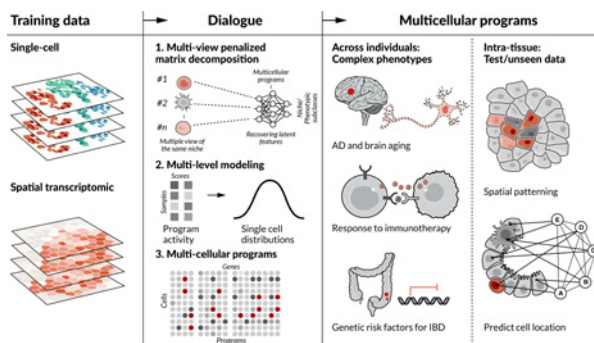 Training data
Dialogue
Multicellular programs
Single-cell
Spatial transcriptomic
1. Multi-view penalized
matrix decomposition
#1
#2
#n
Multiple view of
the same niche
Multicellular
programs
Recovering latent
features
Niche/
Phenotypic
subclasses
2. Multi-level modeling
Scores
Samples
Program
activity
Single cell
distributions
3. Multi-cellular programs
Genes
Cells
Programs
Across individuals:
Complex phenotypes
AD and brain aging
Response to immunotherapy
Genetic risk factors for IBD
Intra-tissue:
Test/unseen data
Spatial patterning
E
D
C
B
A
Predict cell location